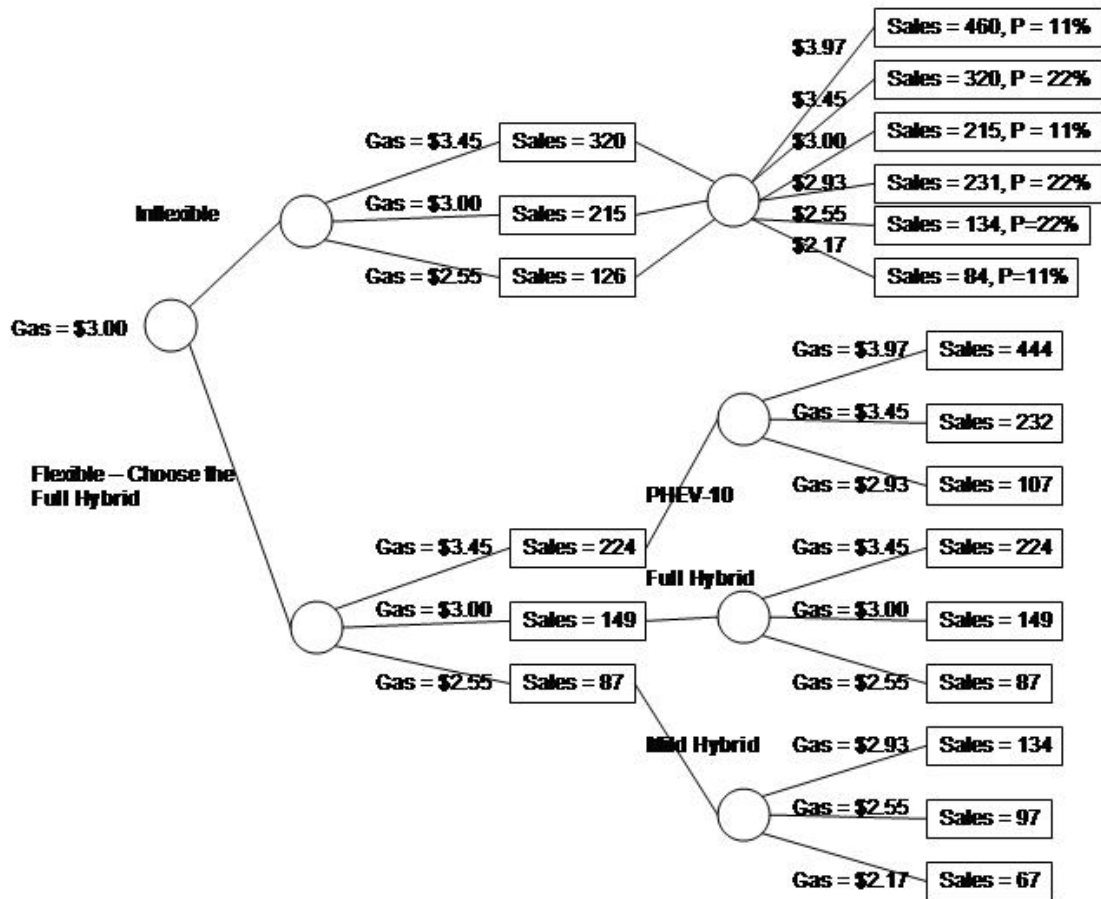 Sales = 460, P = 11%
$3.97
Sales = 320, P = 22%
$3.45
Sales = 215, P = 11%
$3.00
Sales = 231, P = 22%
$2.93
Sales = 134, P=22%
$2.55
Sales = 84, P=11%
$2.17
Gas = $3.45
Sales = 320
Inflexible
Gas = $3.00
Sales = 215
Gas = $2.55
Sales = 126
Gas = $3.00
Flexible – Choose the
Full Hybrid
Gas = $3.45
Sales = 224
Gas = $3.00
Sales = 149
Gas = $2.55
Sales = 87
PHEV-10
Gas = $3.97
Sales = 444
Gas = $3.45
Sales = 232
Gas = $2.93
Sales = 107
Full Hybrid
Gas = $3.45
Sales = 224
Gas = $3.00
Sales = 149
Gas = $2.55
Sales = 87
Mild Hybrid
Gas = $2.93
Sales = 134
Gas = $2.55
Sales = 97
Gas = $2.17
Sales = 67